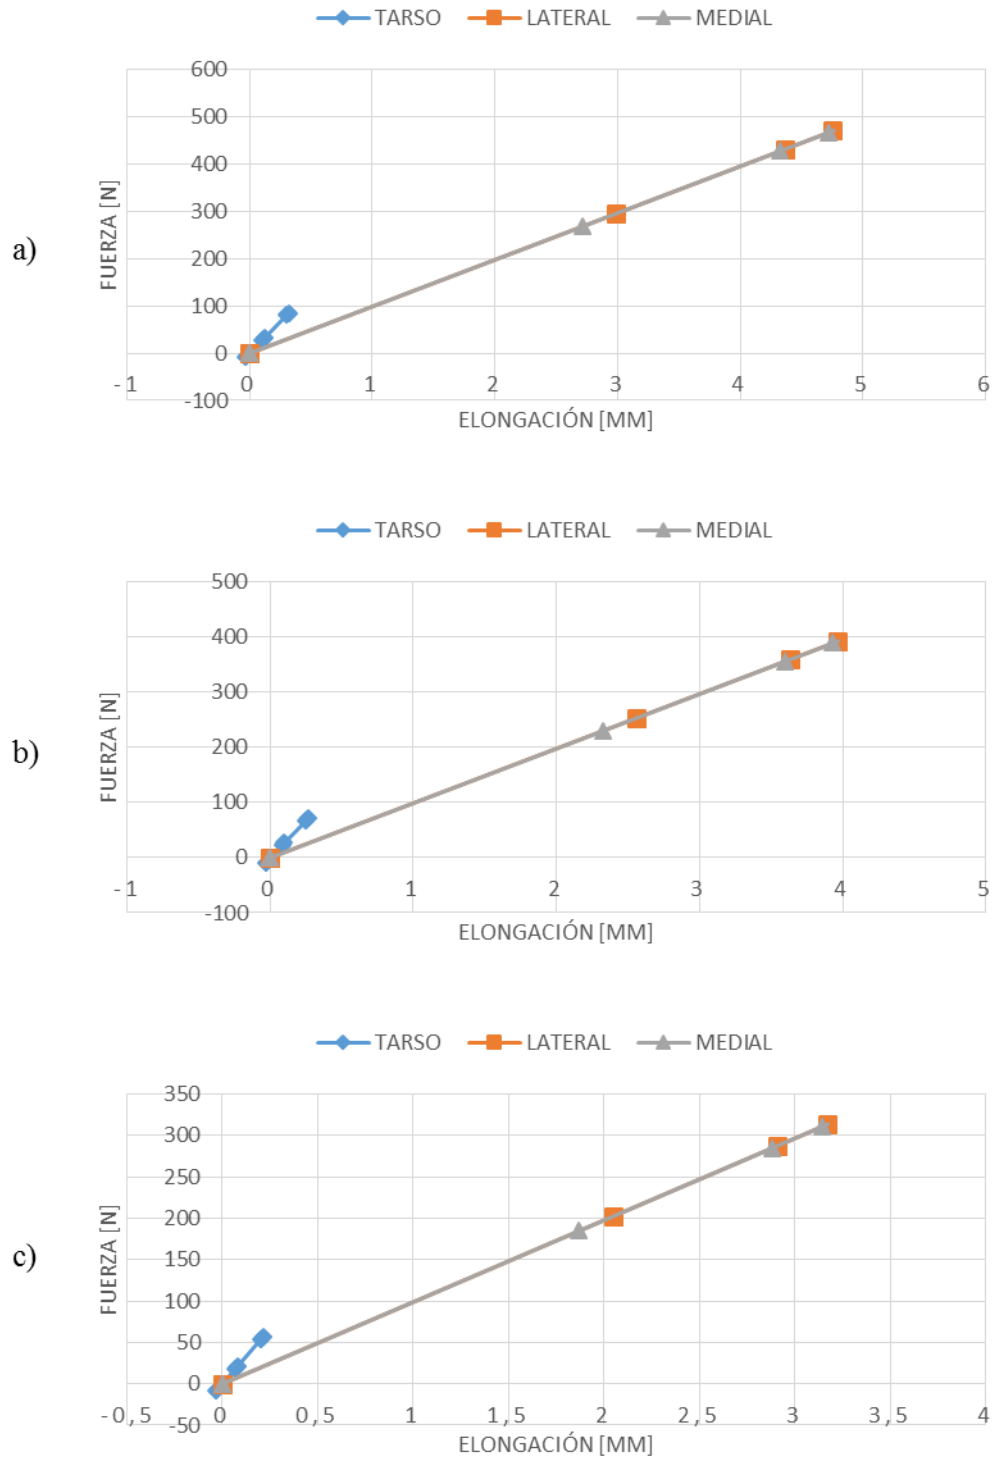 TARSO LATERAL MEDIAL
600
500
400
300
200
100
0
-100
-1 0 1 2 3 4 5 6
FUERZA [N]
ELONGACIÓN [MM]
a)
TARSO LATERAL MEDIAL
500
400
300
200
100
0
-100
-1 0 1 2 3 4 5
FUERZA [N]
ELONGACIÓN [MM]
b)
TARSO LATERAL MEDIAL
350
300
250
200
150
100
50
0
-50
-0,5 0 0,5 1 1,5 2 2,5 3 3,5 4
FUERZA [N]
ELONGACIÓN [MM]
c)